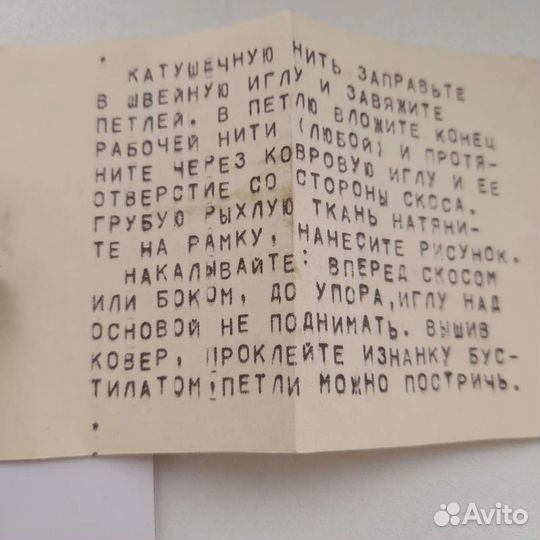 КАТУШЕЧНУЮ НИТЬ ЗАПРАВЬТЕ
В ШВЕЙНУЮ ИГЛУ И ЗАВЯЖИТЕ
ПЕТЛЕЙ. В ПЕТЛЮ ВЛОЖИТЕ КОНЕЦ
РАБОЧЕЙ НИТИ (ЛЮБОЙ) И ПРОТЯ-
НИТЕ ЧЕРЕЗ КОВРОВУЮ ИГЛУ И ЕЕ
ОТВЕРСТИЕ СО СТОРОНЫ СКОСА.
ГРУБУЮ РЫХЛУЮ ТКАНЬ НАТЯНИ-
ТЕ НА РАМКУ, НАНЕСИТЕ РИСУНОК.
НАКАЛЫВАЙТЕ: ВПЕРЕД СКОСОМ
ИЛИ БОКОМ, ДО УПОРА, ИГЛУ НАД
ОСНОВОЙ НЕ ПОДНИМАТЬ. ВЫШИВ
КОВЕР, ПРОКЛЕЙТЕ ИЗНАНКУ БУС-
ТИЛАТОМ; ПЕТЛИ МОЖНО ПОСТРИЧЬ.
Avito